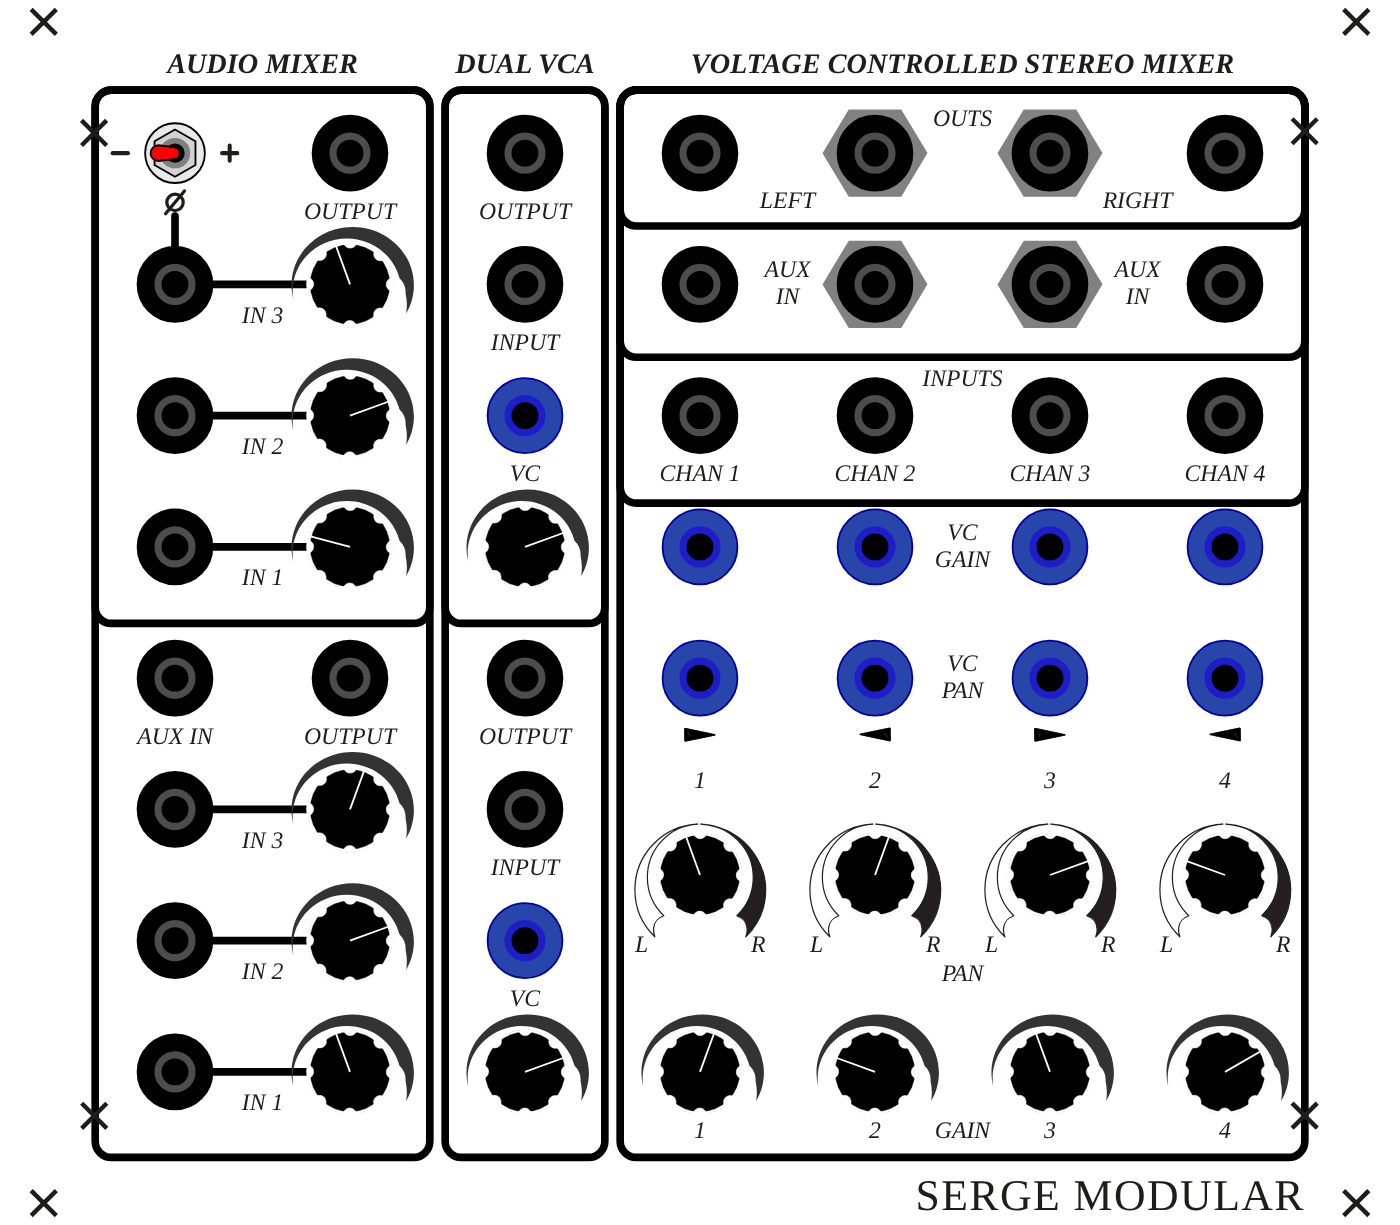 AUDIO MIXER
DUAL VCA
VOLTAGE CONTROLLED STEREO MIXER
− +
Ø
OUTPUT
IN 3
IN 2
IN 1
AUX IN
OUTPUT
IN 3
IN 2
IN 1
OUTPUT
INPUT
VC
OUTPUT
INPUT
VC
OUTS
LEFT
RIGHT
AUX
IN
AUX
IN
INPUTS
CHAN 1
CHAN 2
CHAN 3
CHAN 4
VC
GAIN
VC
PAN
1
2
3
4
L R
L R
L R
L R
PAN
1
2
GAIN
3
4
SERGE MODULAR